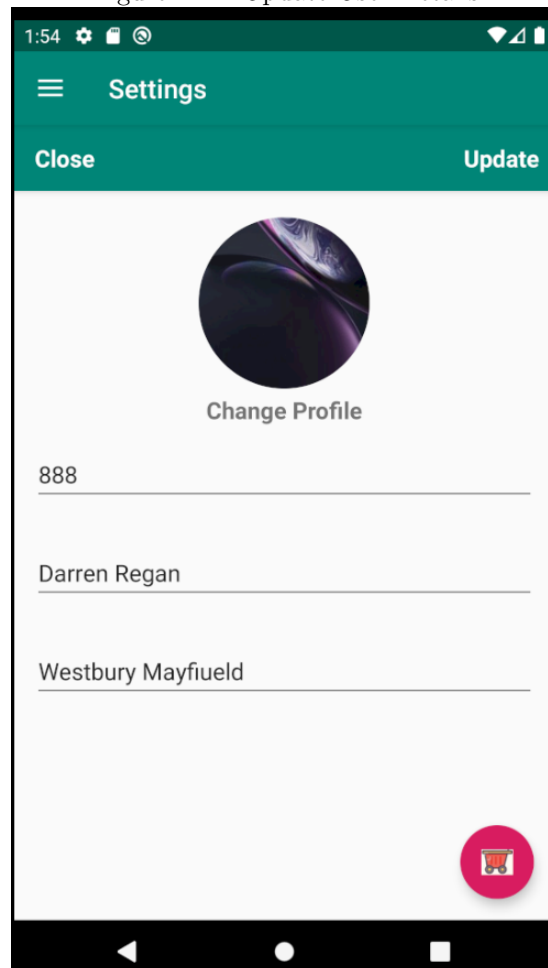 1:54
Settings
Close Update
Change Profile
888
Darren Regan
Westbury Mayfiueld